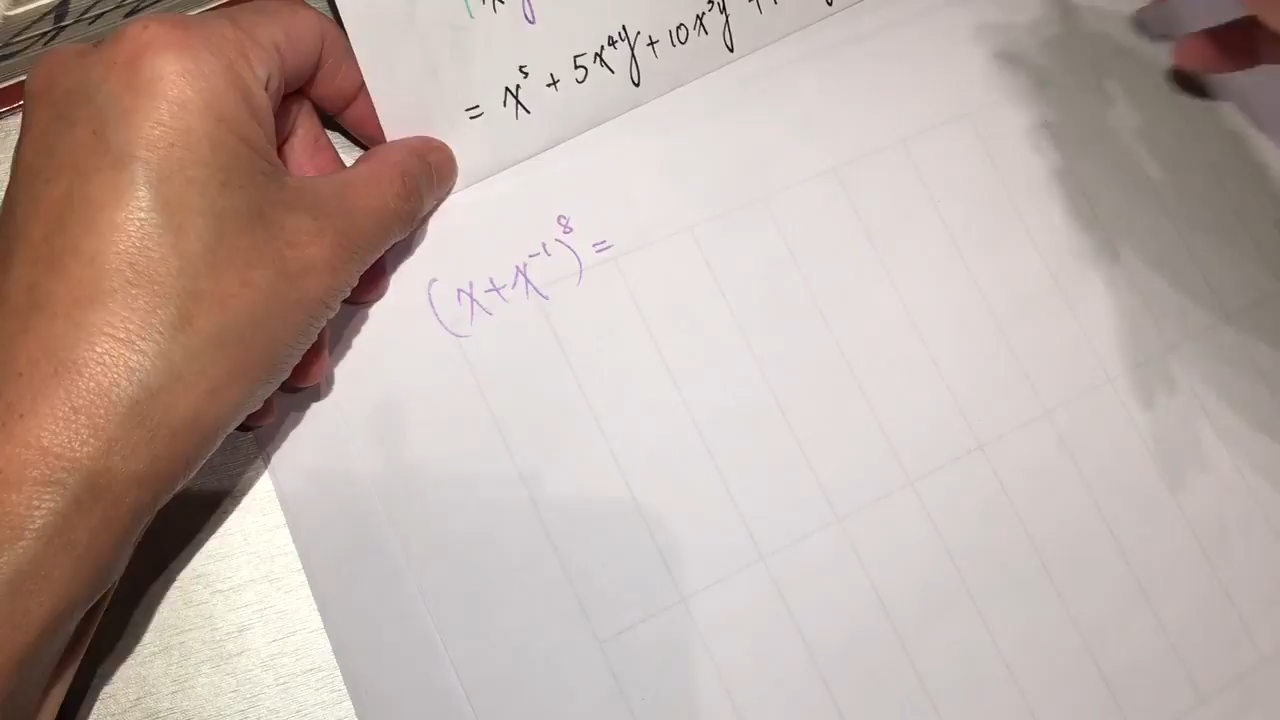 = x⁵ + 5x⁴y + 10x³y
(x+x⁻¹)⁸ =